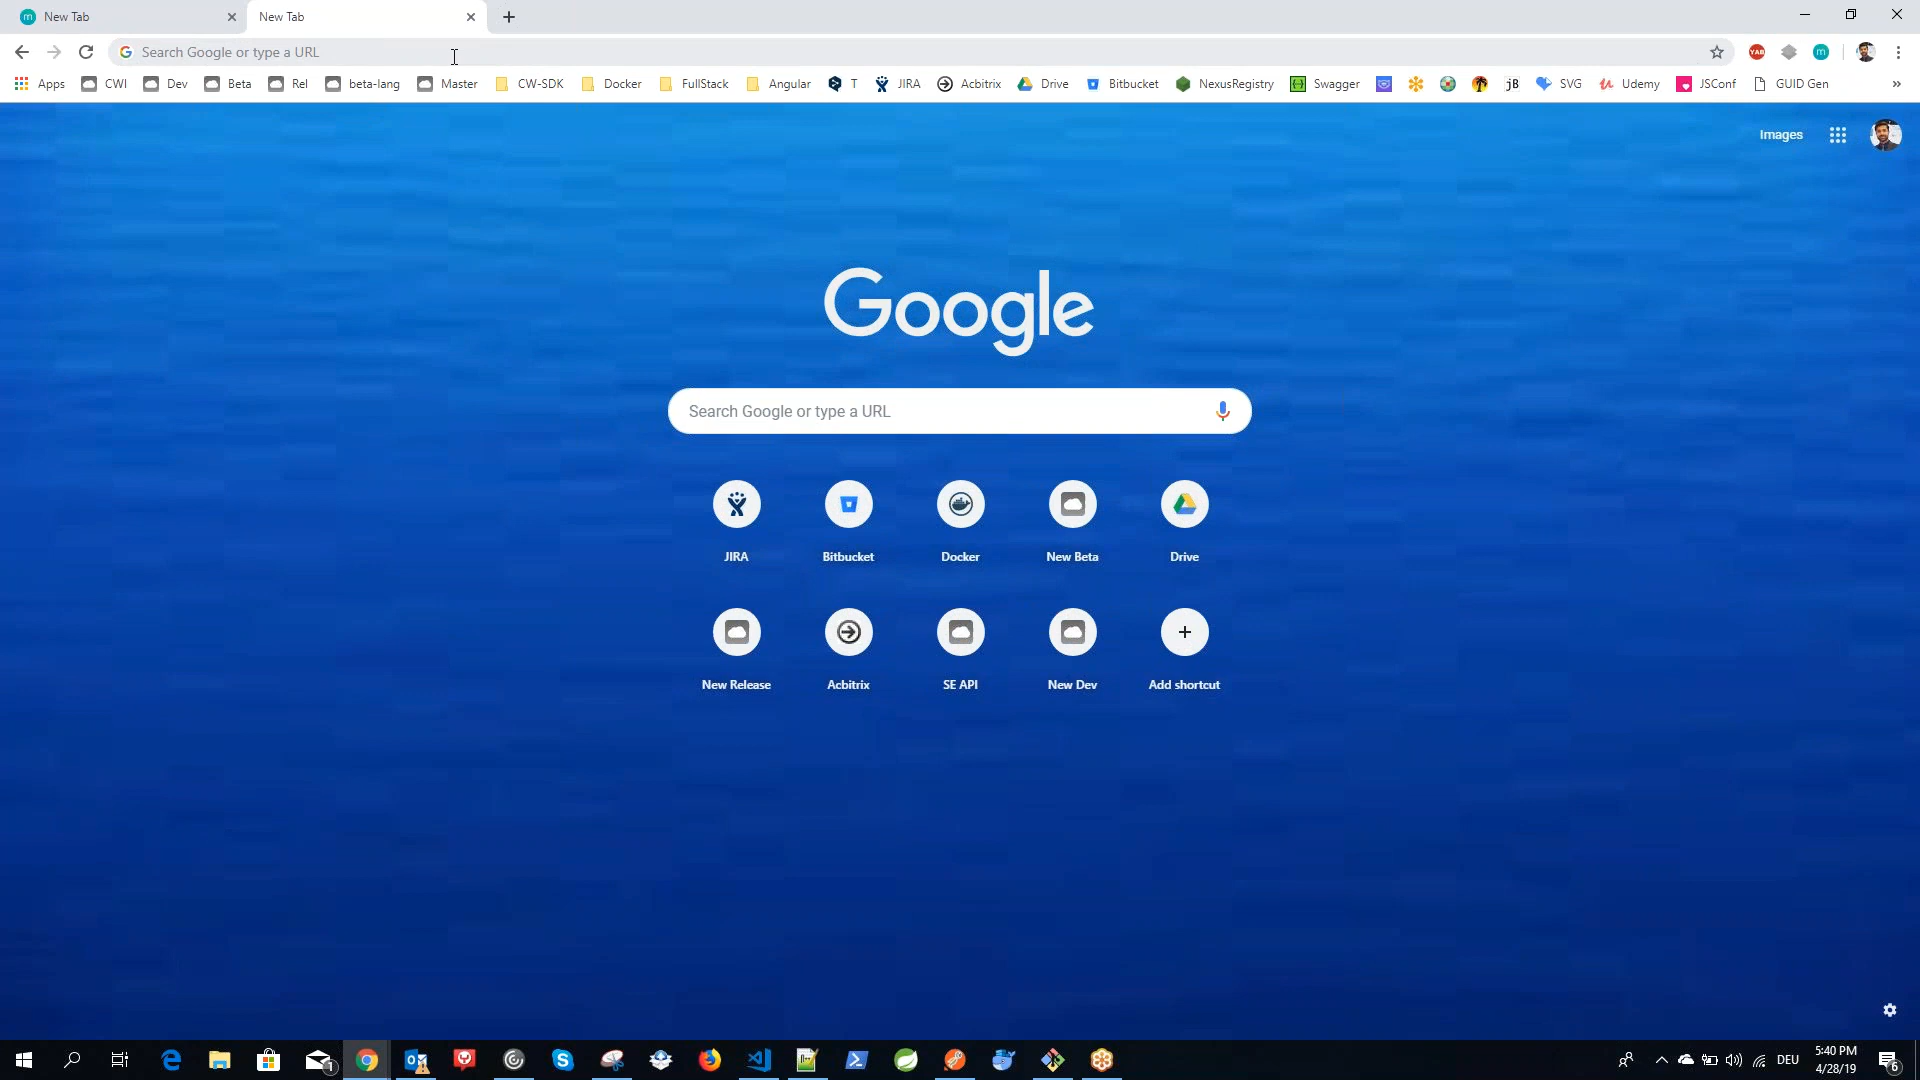 m New Tab
New Tab
Search Google or type a URL
YAB
m
Apps CWI Dev Beta Rel beta-lang Master CW-SDK Docker FullStack Angular T JIRA Acbitrix Drive Bitbucket NexusRegistry Swagger jB SVG Udemy JSConf GUID Gen »
Images
Google
Search Google or type a URL
JIRA Bitbucket Docker New Beta Drive
New Release Acbitrix SE API New Dev Add shortcut
1
DEU
5:40 PM
4/28/19
6